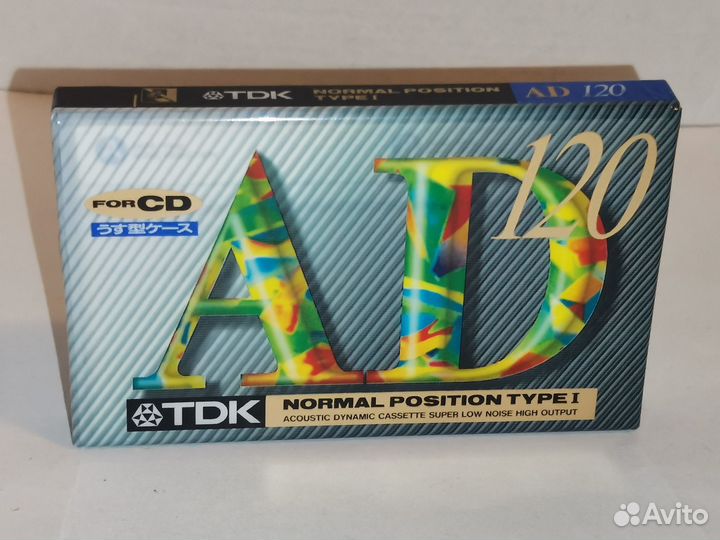 TDK NORMAL POSITION TYPE I AD 120
120
FOR CD
うす型ケース
AD
TDK
NORMAL POSITION TYPE I
ACOUSTIC DYNAMIC CASSETTE SUPER LOW NOISE HIGH OUTPUT
Avito